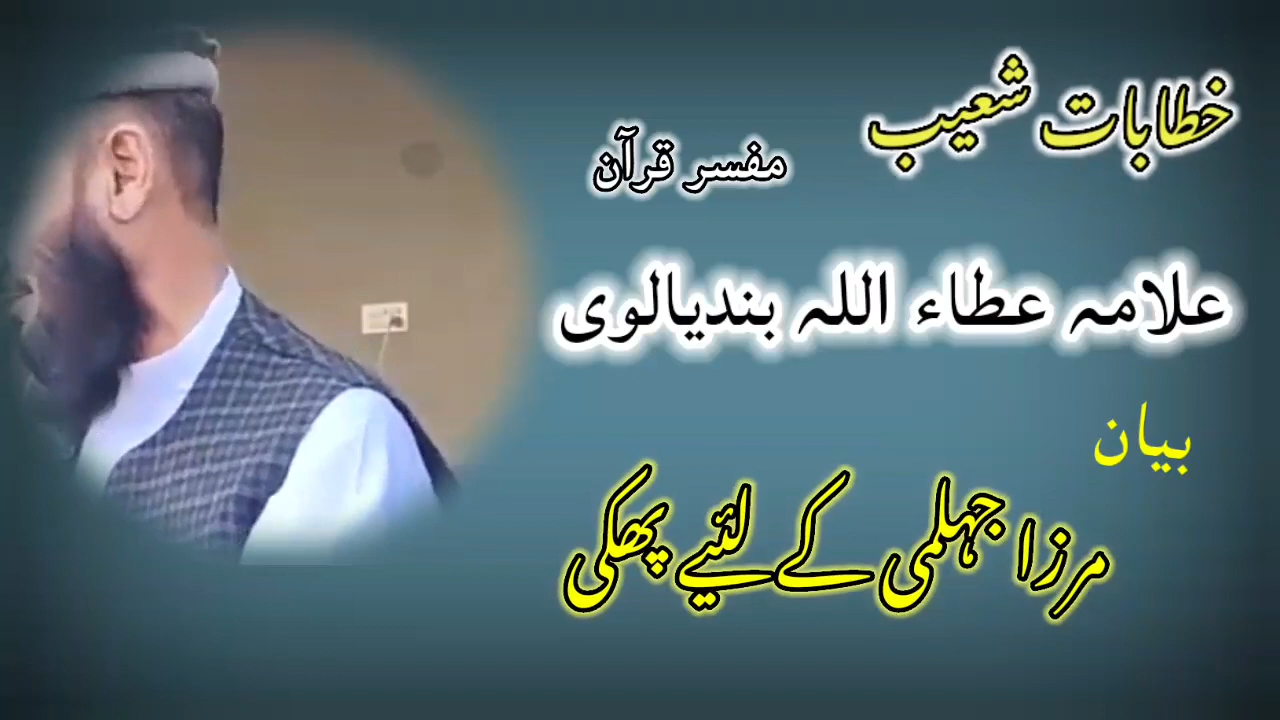 خطابات شعیب
مفسر قرآن
علامہ عطاء اللہ بندیالوی
بیان
مرزا جہلمی کے لئیے پھکی